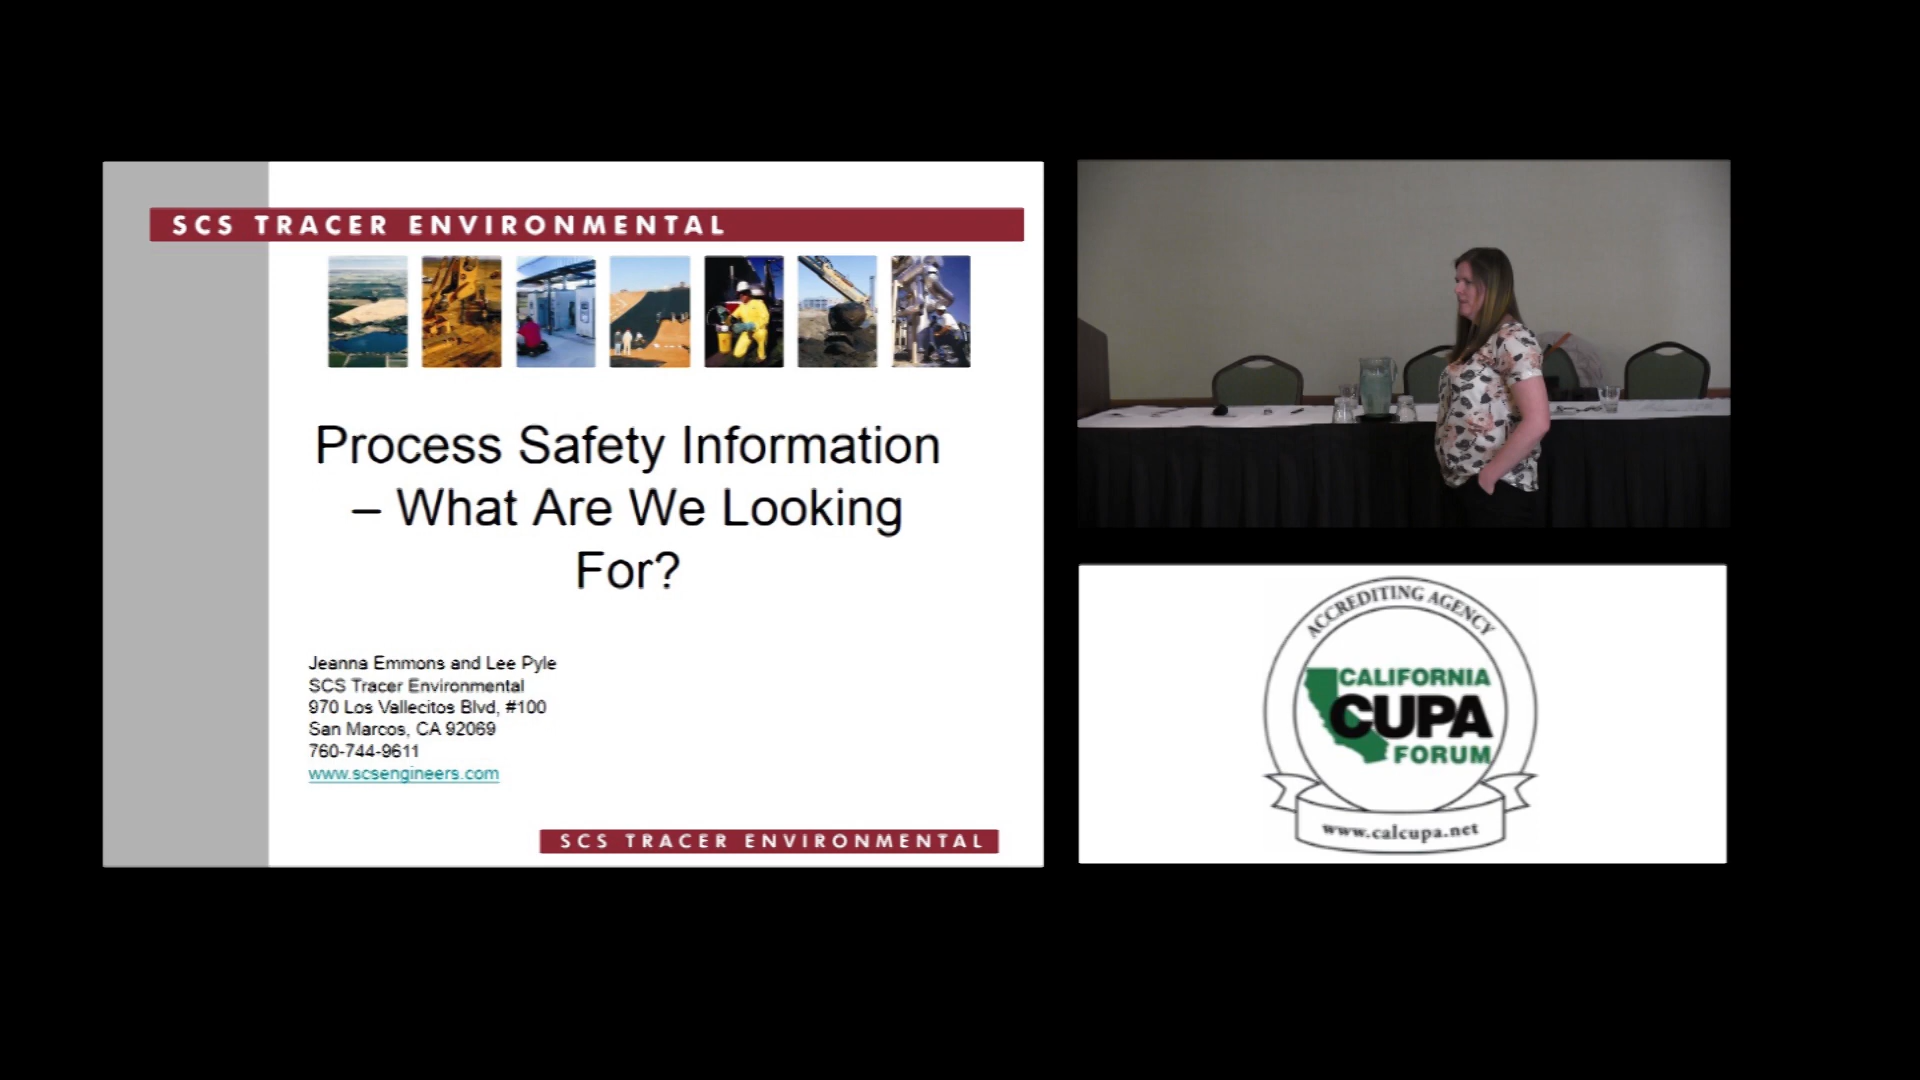 SCS TRACER ENVIRONMENTAL
Process Safety Information
– What Are We Looking
For?
Jeanna Emmons and Lee Pyle
SCS Tracer Environmental
970 Los Vallecitos Blvd, #100
San Marcos, CA 92069
760-744-9611
www.scsengineers.com
SCS TRACER ENVIRONMENTAL
ACCREDITING AGENCY
CALIFORNIA
CUPA
FORUM
www.calcupa.net